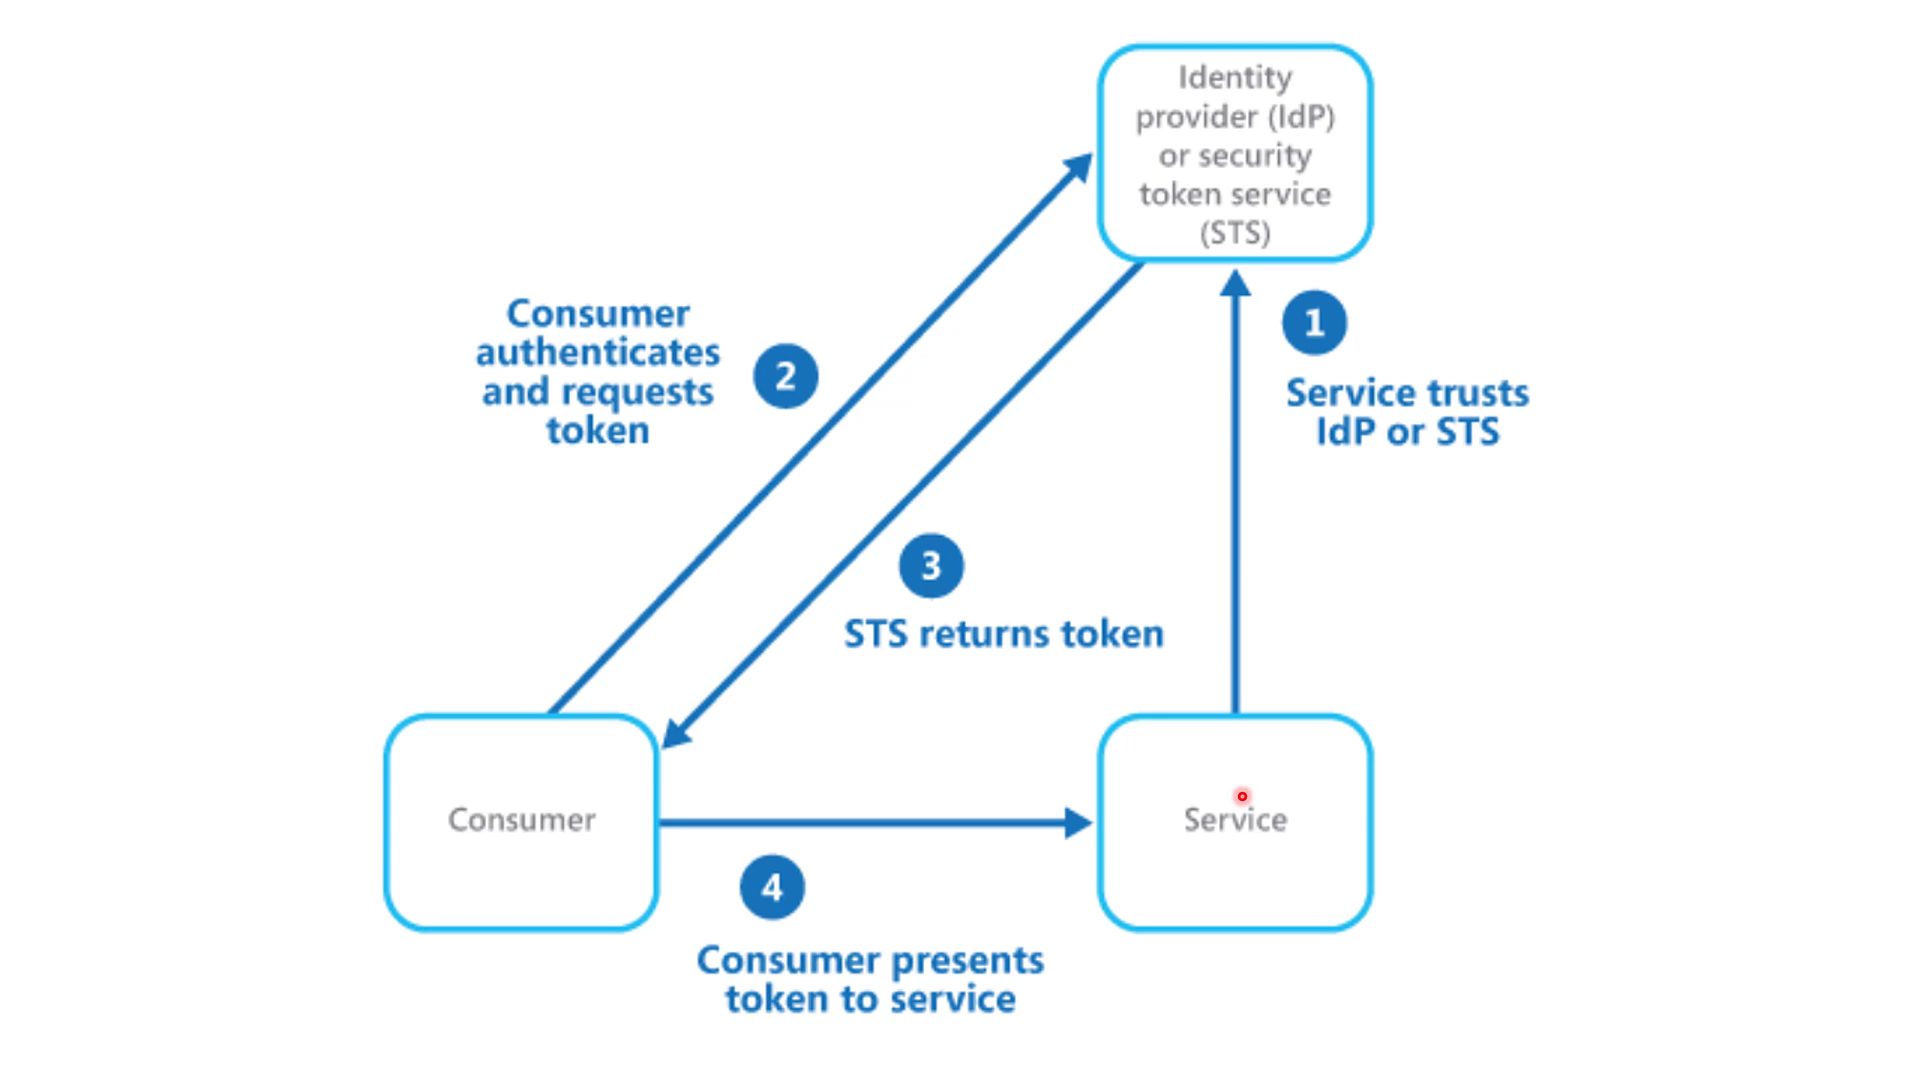 Identity
provider (IdP)
or security
token service
(STS)
1
Service trusts
IdP or STS
Consumer
authenticates
and requests
token
2
3
STS returns token
Consumer
Service
4
Consumer presents
token to service